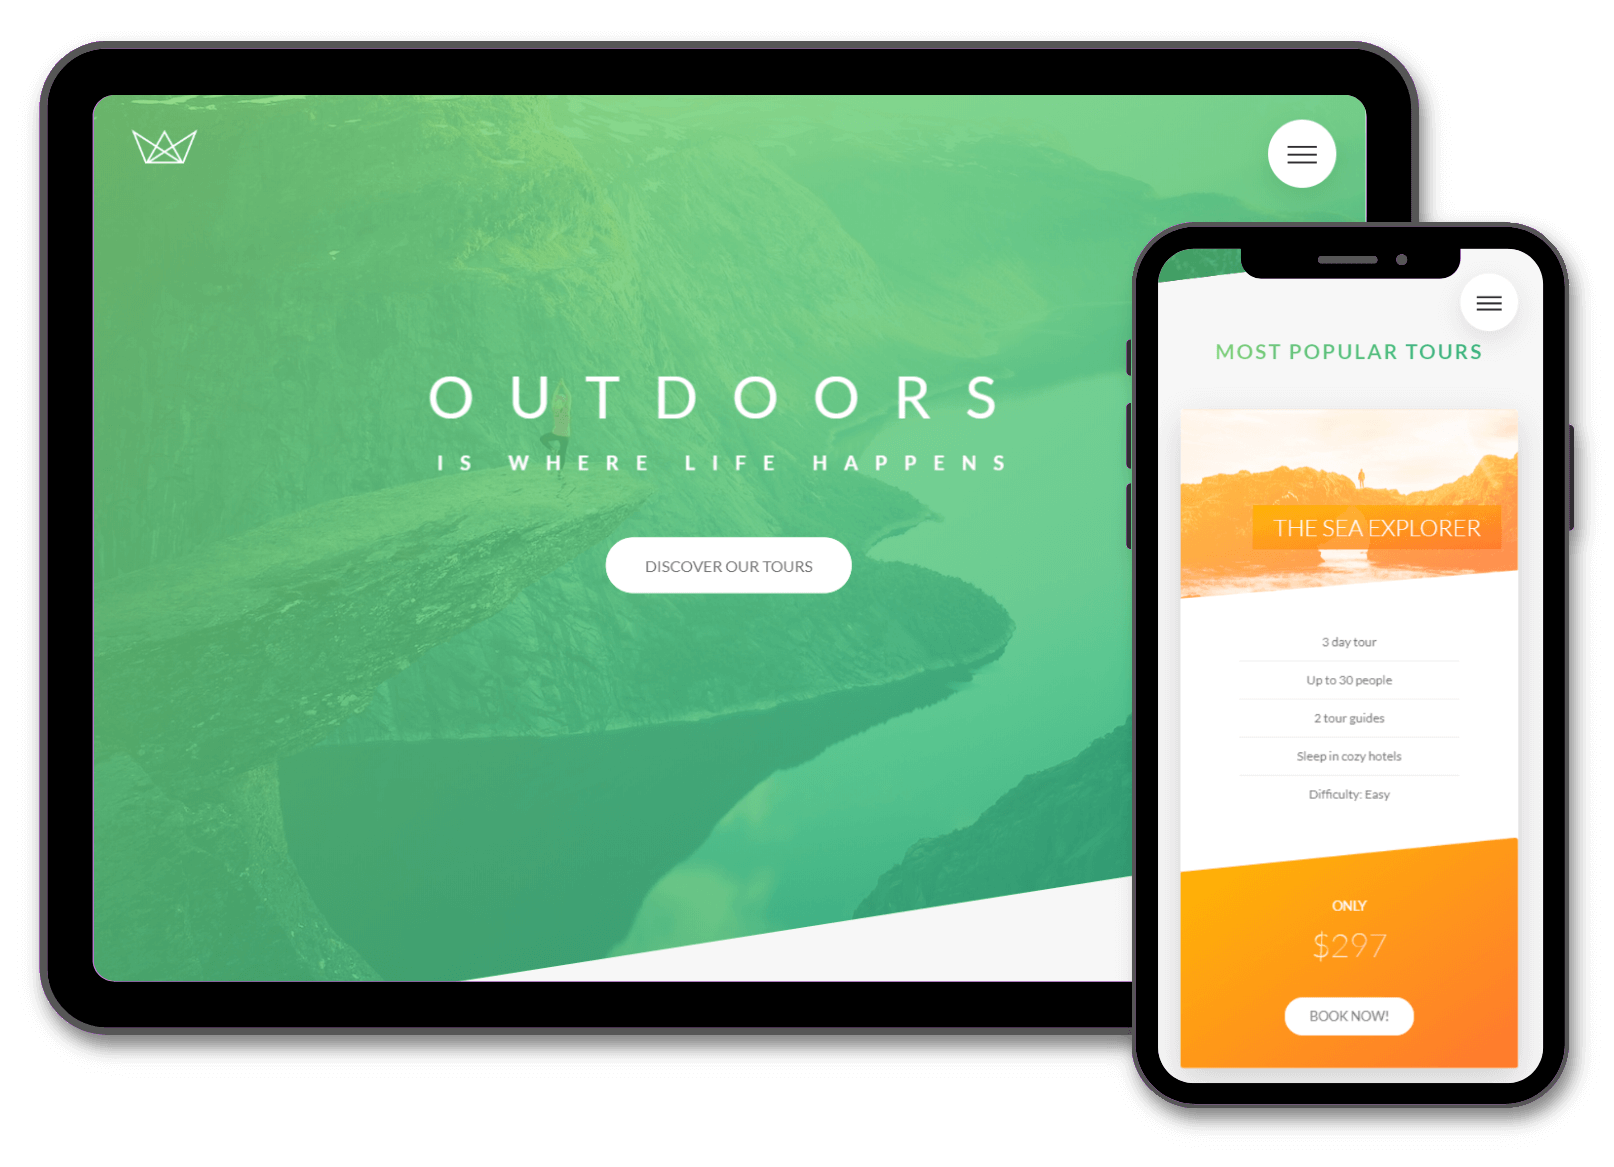 OUTDOORS
IS WHERE LIFE HAPPENS
DISCOVER OUR TOURS
MOST POPULAR TOURS
THE SEA EXPLORER
3 day tour
Up to 30 people
2 tour guides
Sleep in cozy hotels
Difficulty: Easy
ONLY
$297
BOOK NOW!